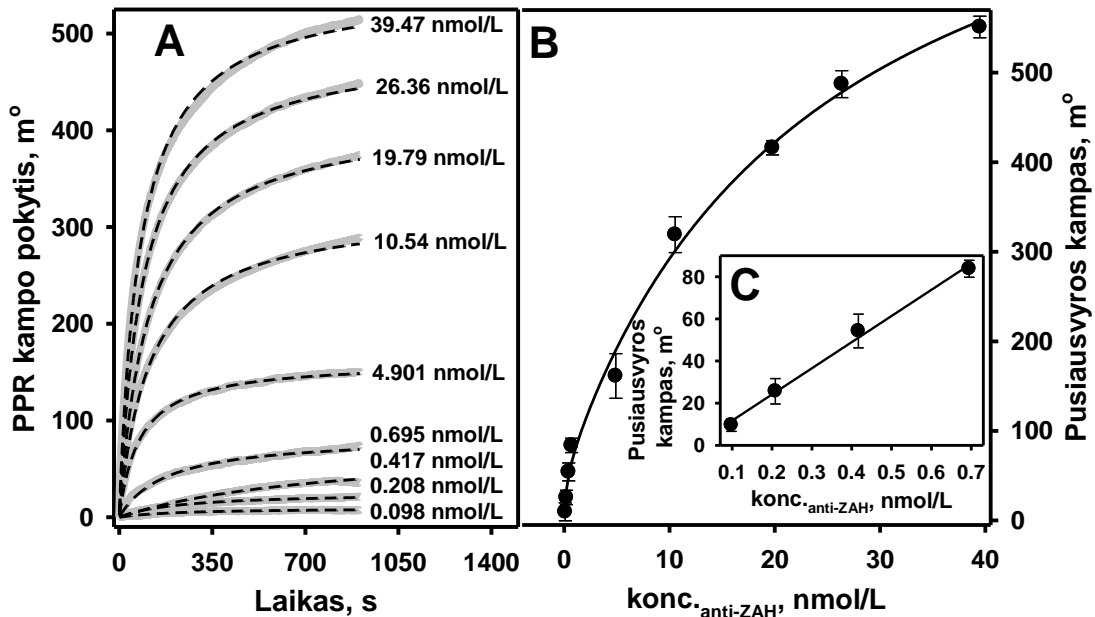 A
PPR kampo pokytis, mº
500
400
300
200
100
0
0
350
700
1050
1400
Laikas, s
39.47 nmol/L
26.36 nmol/L
19.79 nmol/L
10.54 nmol/L
4.901 nmol/L
0.695 nmol/L
0.417 nmol/L
0.208 nmol/L
0.098 nmol/L
B
Pusiausvyros kampas, mº
500
400
300
200
100
0
0
10
20
30
40
konc.anti-ZAH, nmol/L
C
Pusiausvyros
kampas, mº
80
60
40
20
0
0.1
0.2
0.3
0.4
0.5
0.6
0.7
konc.anti-ZAH, nmol/L